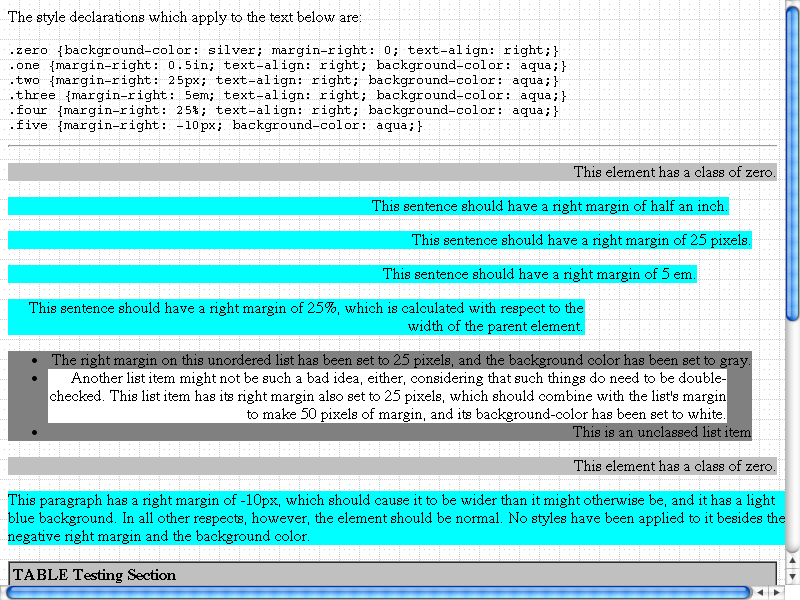 The style declarations which apply to the text below are:
.zero {background-color: silver; margin-right: 0; text-align: right;}
.one {margin-right: 0.5in; text-align: right; background-color: aqua;}
.two {margin-right: 25px; text-align: right; background-color: aqua;}
.three {margin-right: 5em; text-align: right; background-color: aqua;}
.four {margin-right: 25%; text-align: right; background-color: aqua;}
.five {margin-right: -10px; background-color: aqua;}
This element has a class of zero.
This sentence should have a right margin of half an inch.
This sentence should have a right margin of 25 pixels.
This sentence should have a right margin of 5 em.
This sentence should have a right margin of 25%, which is calculated with respect to the
width of the parent element.
• The right margin on this unordered list has been set to 25 pixels, and the background color has been set to gray.
• Another list item might not be such a bad idea, either, considering that such things do need to be double-
checked. This list item has its right margin also set to 25 pixels, which should combine with the list's margin
to make 50 pixels of margin, and its background-color has been set to white.
• This is an unclassed list item
This element has a class of zero.
This paragraph has a right margin of -10px, which should cause it to be wider than it might otherwise be, and it has a light
blue background. In all other respects, however, the element should be normal. No styles have been applied to it besides the
negative right margin and the background color.
TABLE Testing Section